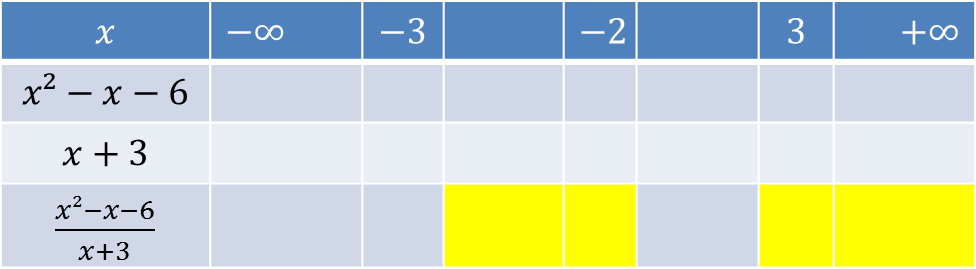 x −∞ −3 −2 3 +∞
x² − x − 6
x + 3
x²−x−6
x+3